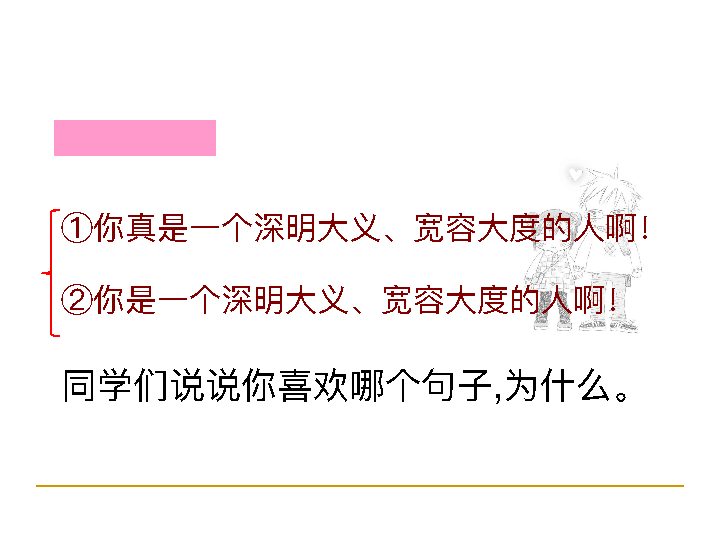 ①你真是一个深明大义、宽容大度的人啊！
②你是一个深明大义、宽容大度的人啊！
同学们说说你喜欢哪个句子,为什么。